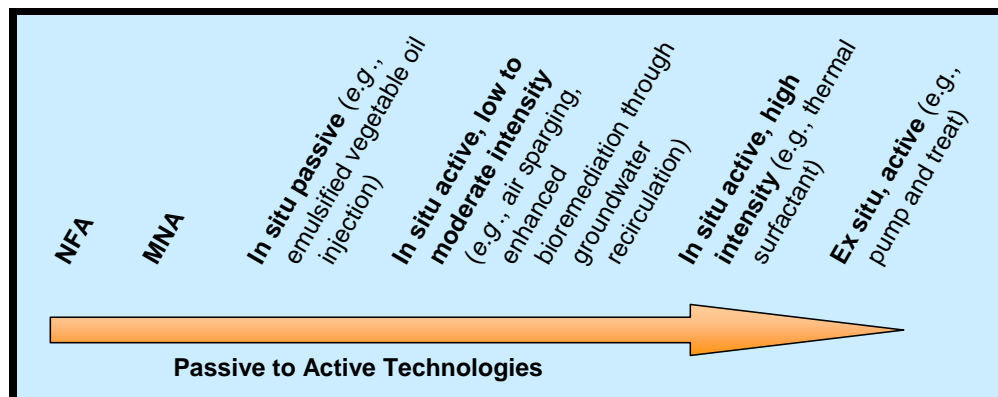 NFA
MNA
In situ passive (e.g.,
emulsified vegetable oil
injection)
In situ active, low to
moderate intensity
(e.g., air sparging,
enhanced
bioremediation through
groundwater
recirculation)
In situ active, high
intensity (e.g., thermal
surfactant)
Ex situ, active (e.g.,
pump and treat)
Passive to Active Technologies